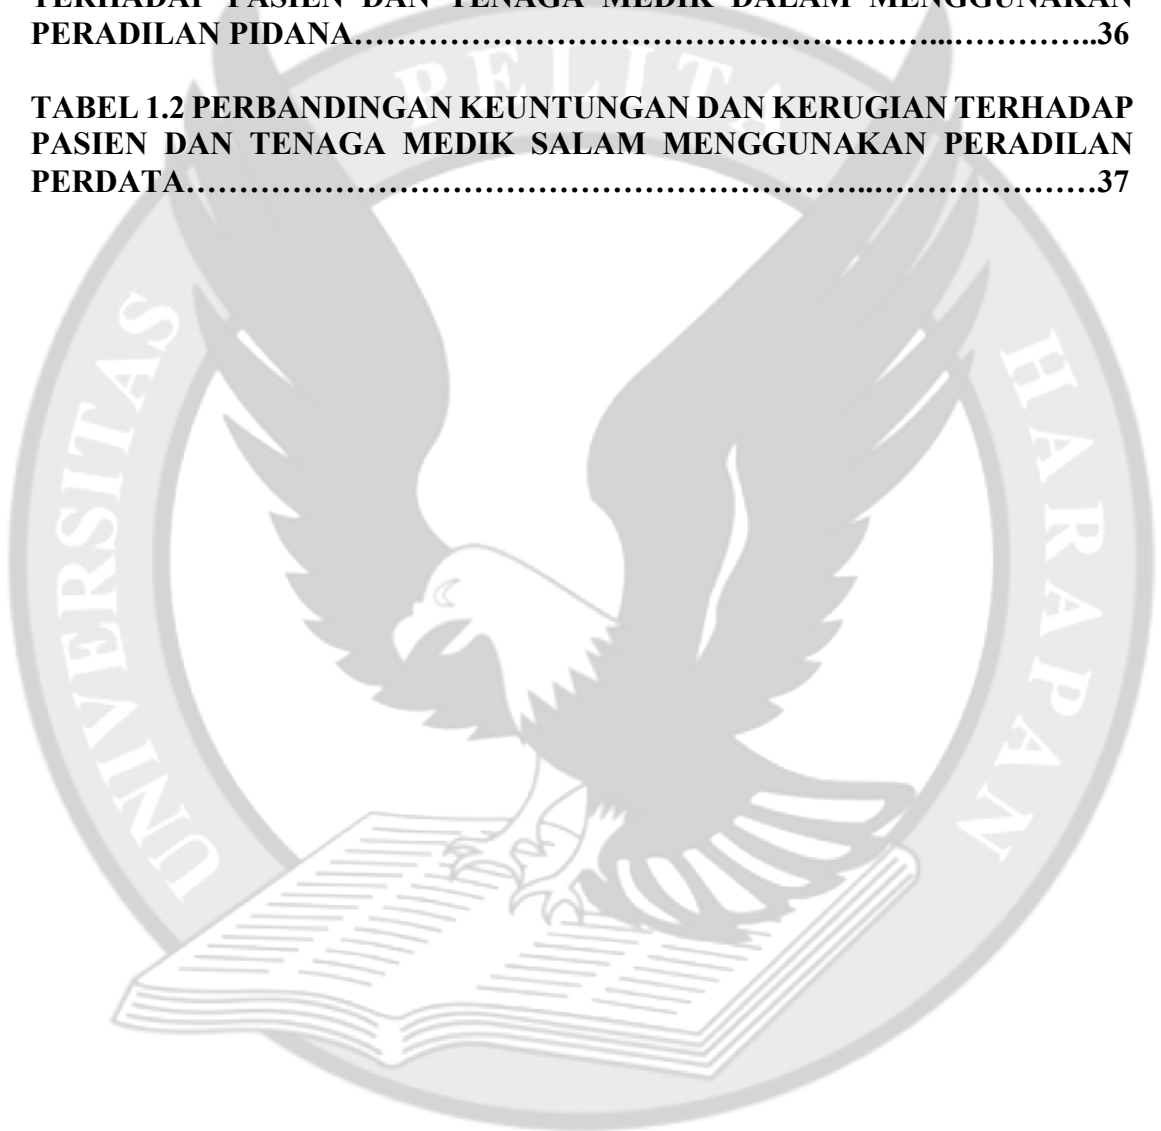 TERHADAP PASIEN DAN TENAGA MEDIK DALAM MENGGUNAKAN
PERADILAN PIDANA……………………………………………….…...…………..36
TABEL 1.2 PERBANDINGAN KEUNTUNGAN DAN KERUGIAN TERHADAP
PASIEN DAN TENAGA MEDIK SALAM MENGGUNAKAN PERADILAN
PERDATA………………………………………………………...…………………37
UNIVERSITAS
PELITA
HARAPAN